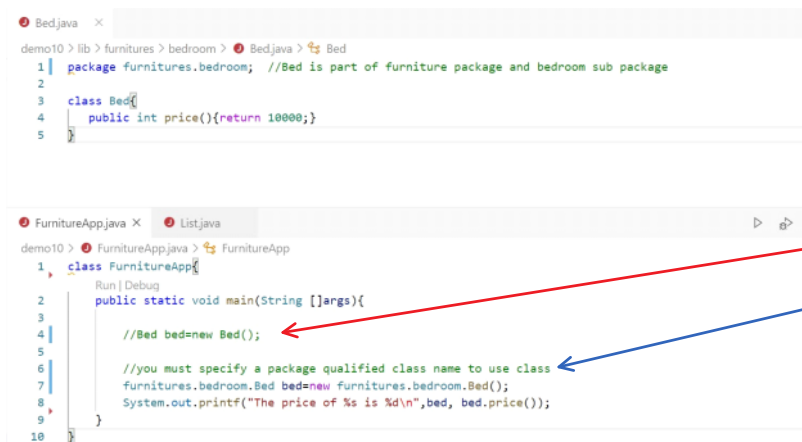 Bed.java ×
demo10 > lib > furnitures > bedroom > Bed.java > Bed
1 package furnitures.bedroom; //Bed is part of furniture package and bedroom sub package
2
3 class Bed{
4 public int price(){return 10000;}
5 }
FurnitureApp.java × List.java
demo10 > FurnitureApp.java > FurnitureApp
1 class FurnitureApp{
Run | Debug
2 public static void main(String []args){
3
4 //Bed bed=new Bed();
5
6 //you must specify a package qualified class name to use class
7 furnitures.bedroom.Bed bed=new furnitures.bedroom.Bed();
8 System.out.printf("The price of %s is %d\n",bed, bed.price());
9 }
10 }